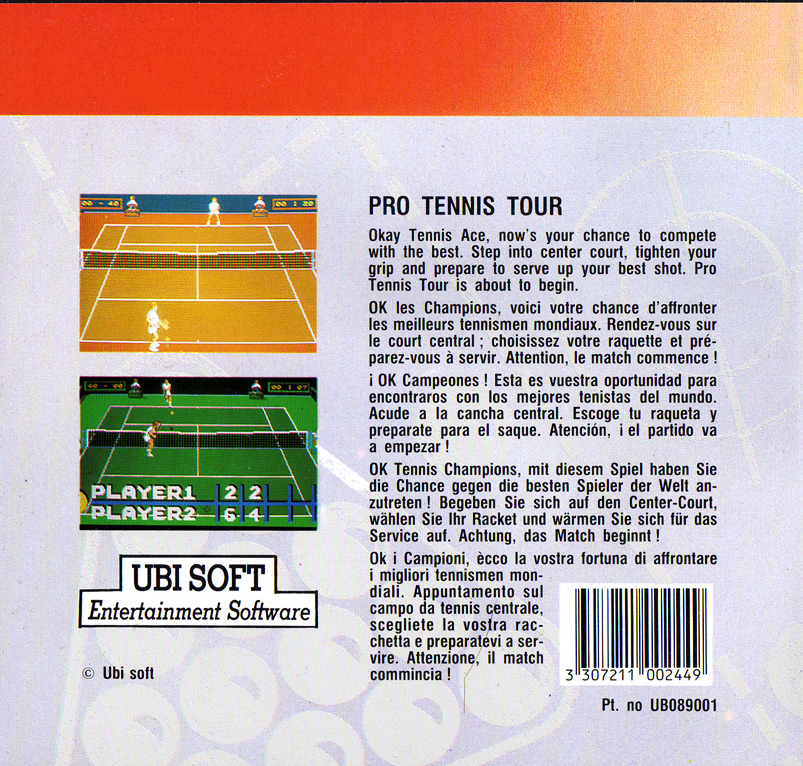 00 - 40
00 1 20
40 - 00
00 1 07
PLAYER1 2 2
PLAYER2 6 4
UBI SOFT
Entertainment Software
© Ubi soft
PRO TENNIS TOUR
Okay Tennis Ace, now's your chance to compete
with the best. Step into center court, tighten your
grip and prepare to serve up your best shot. Pro
Tennis Tour is about to begin.
OK les Champions, voici votre chance d'affronter
les meilleurs tennismen mondiaux. Rendez-vous sur
le court central ; choisissez votre raquette et pré-
parez-vous à servir. Attention, le match commence !
¡ OK Campeones ! Esta es vuestra oportunidad para
encontraros con los mejores tenistas del mundo.
Acude a la cancha central. Escoge tu raqueta y
preparate para el saque. Atención, ¡ el partido va
a empezar !
OK Tennis Champions, mit diesem Spiel haben Sie
die Chance gegen die besten Spieler der Welt an-
zutreten ! Begeben Sie sich auf den Center-Court,
wählen Sie Ihr Racket und wärmen Sie sich für das
Service auf. Achtung, das Match beginnt !
Ok i Campioni, ècco la vostra fortuna di affrontare
i migliori tennismen mon-
diali. Appuntamento sul
campo da tennis centrale,
scegliete la vostra rac-
chetta e preparatevi a ser-
vire. Attenzione, il match
commincia !
3 307211 002449
Pt. no UB089001